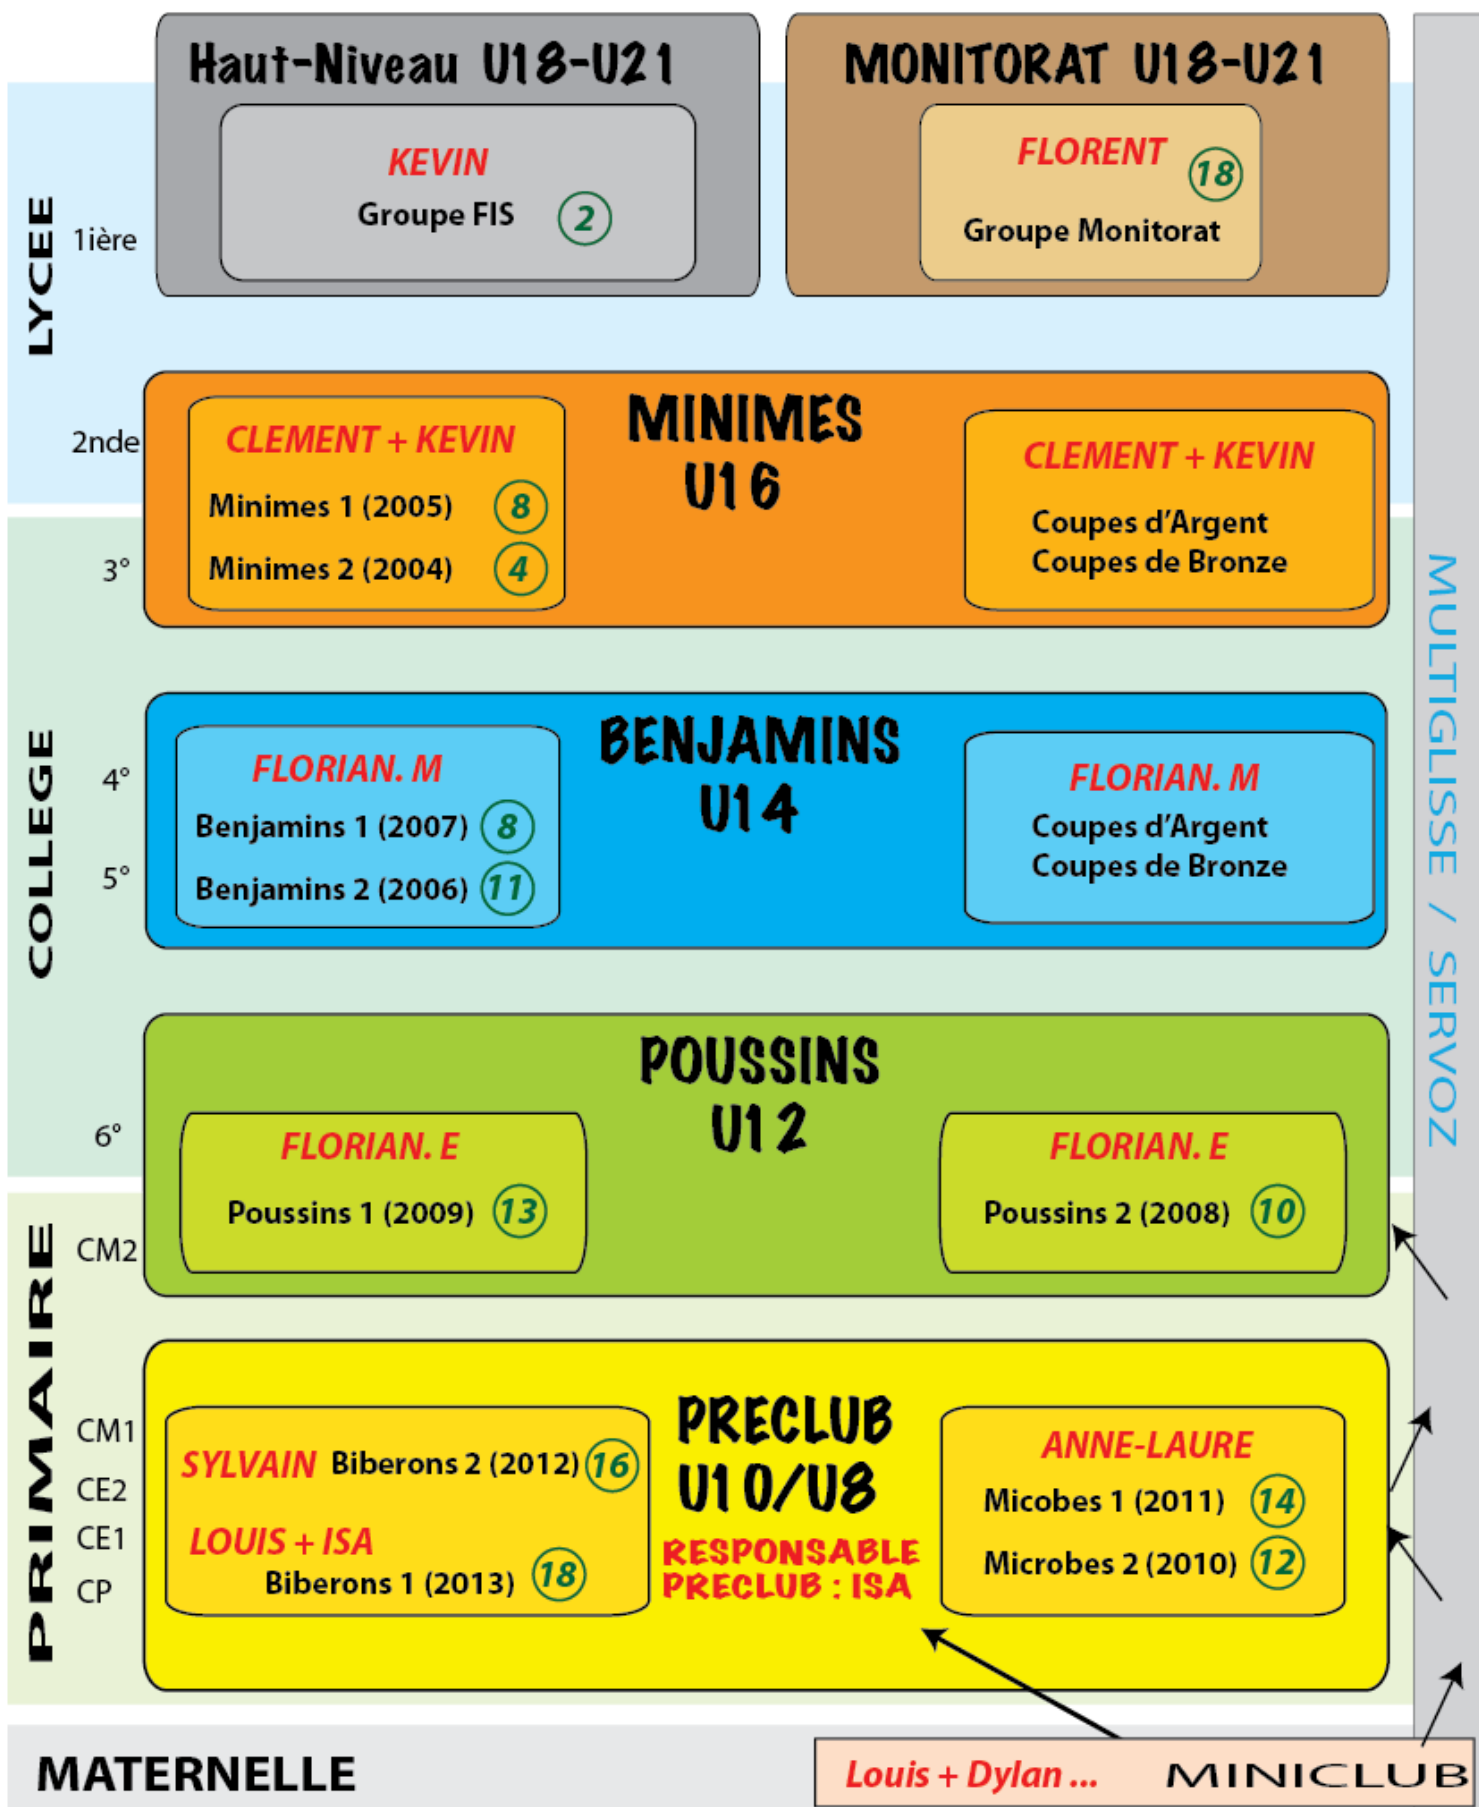 Haut-Niveau U18-U21
KEVIN
Groupe FIS 2
MONITORAT U18-U21
FLORENT 18
Groupe Monitorat
LYCEE
1ière
2nde
MINIMES
U16
CLEMENT + KEVIN
Minimes 1 (2005) 8
Minimes 2 (2004) 4
CLEMENT + KEVIN
Coupes d'Argent
Coupes de Bronze
COLLEGE
3°
4°
5°
6°
BENJAMINS
U14
FLORIAN. M
Benjamins 1 (2007) 8
Benjamins 2 (2006) 11
FLORIAN. M
Coupes d'Argent
Coupes de Bronze
POUSSINS
U12
FLORIAN. E
Poussins 1 (2009) 13
FLORIAN. E
Poussins 2 (2008) 10
PRIMAIRE
CM2
CM1
CE2
CE1
CP
PRECLUB
U10/U8
RESPONSABLE
PRECLUB : ISA
SYLVAIN Biberons 2 (2012) 16
LOUIS + ISA
Biberons 1 (2013) 18
ANNE-LAURE
Micobes 1 (2011) 14
Microbes 2 (2010) 12
MULTIGLISSE / SERVOZ
MATERNELLE
Louis + Dylan ... MINICLUB